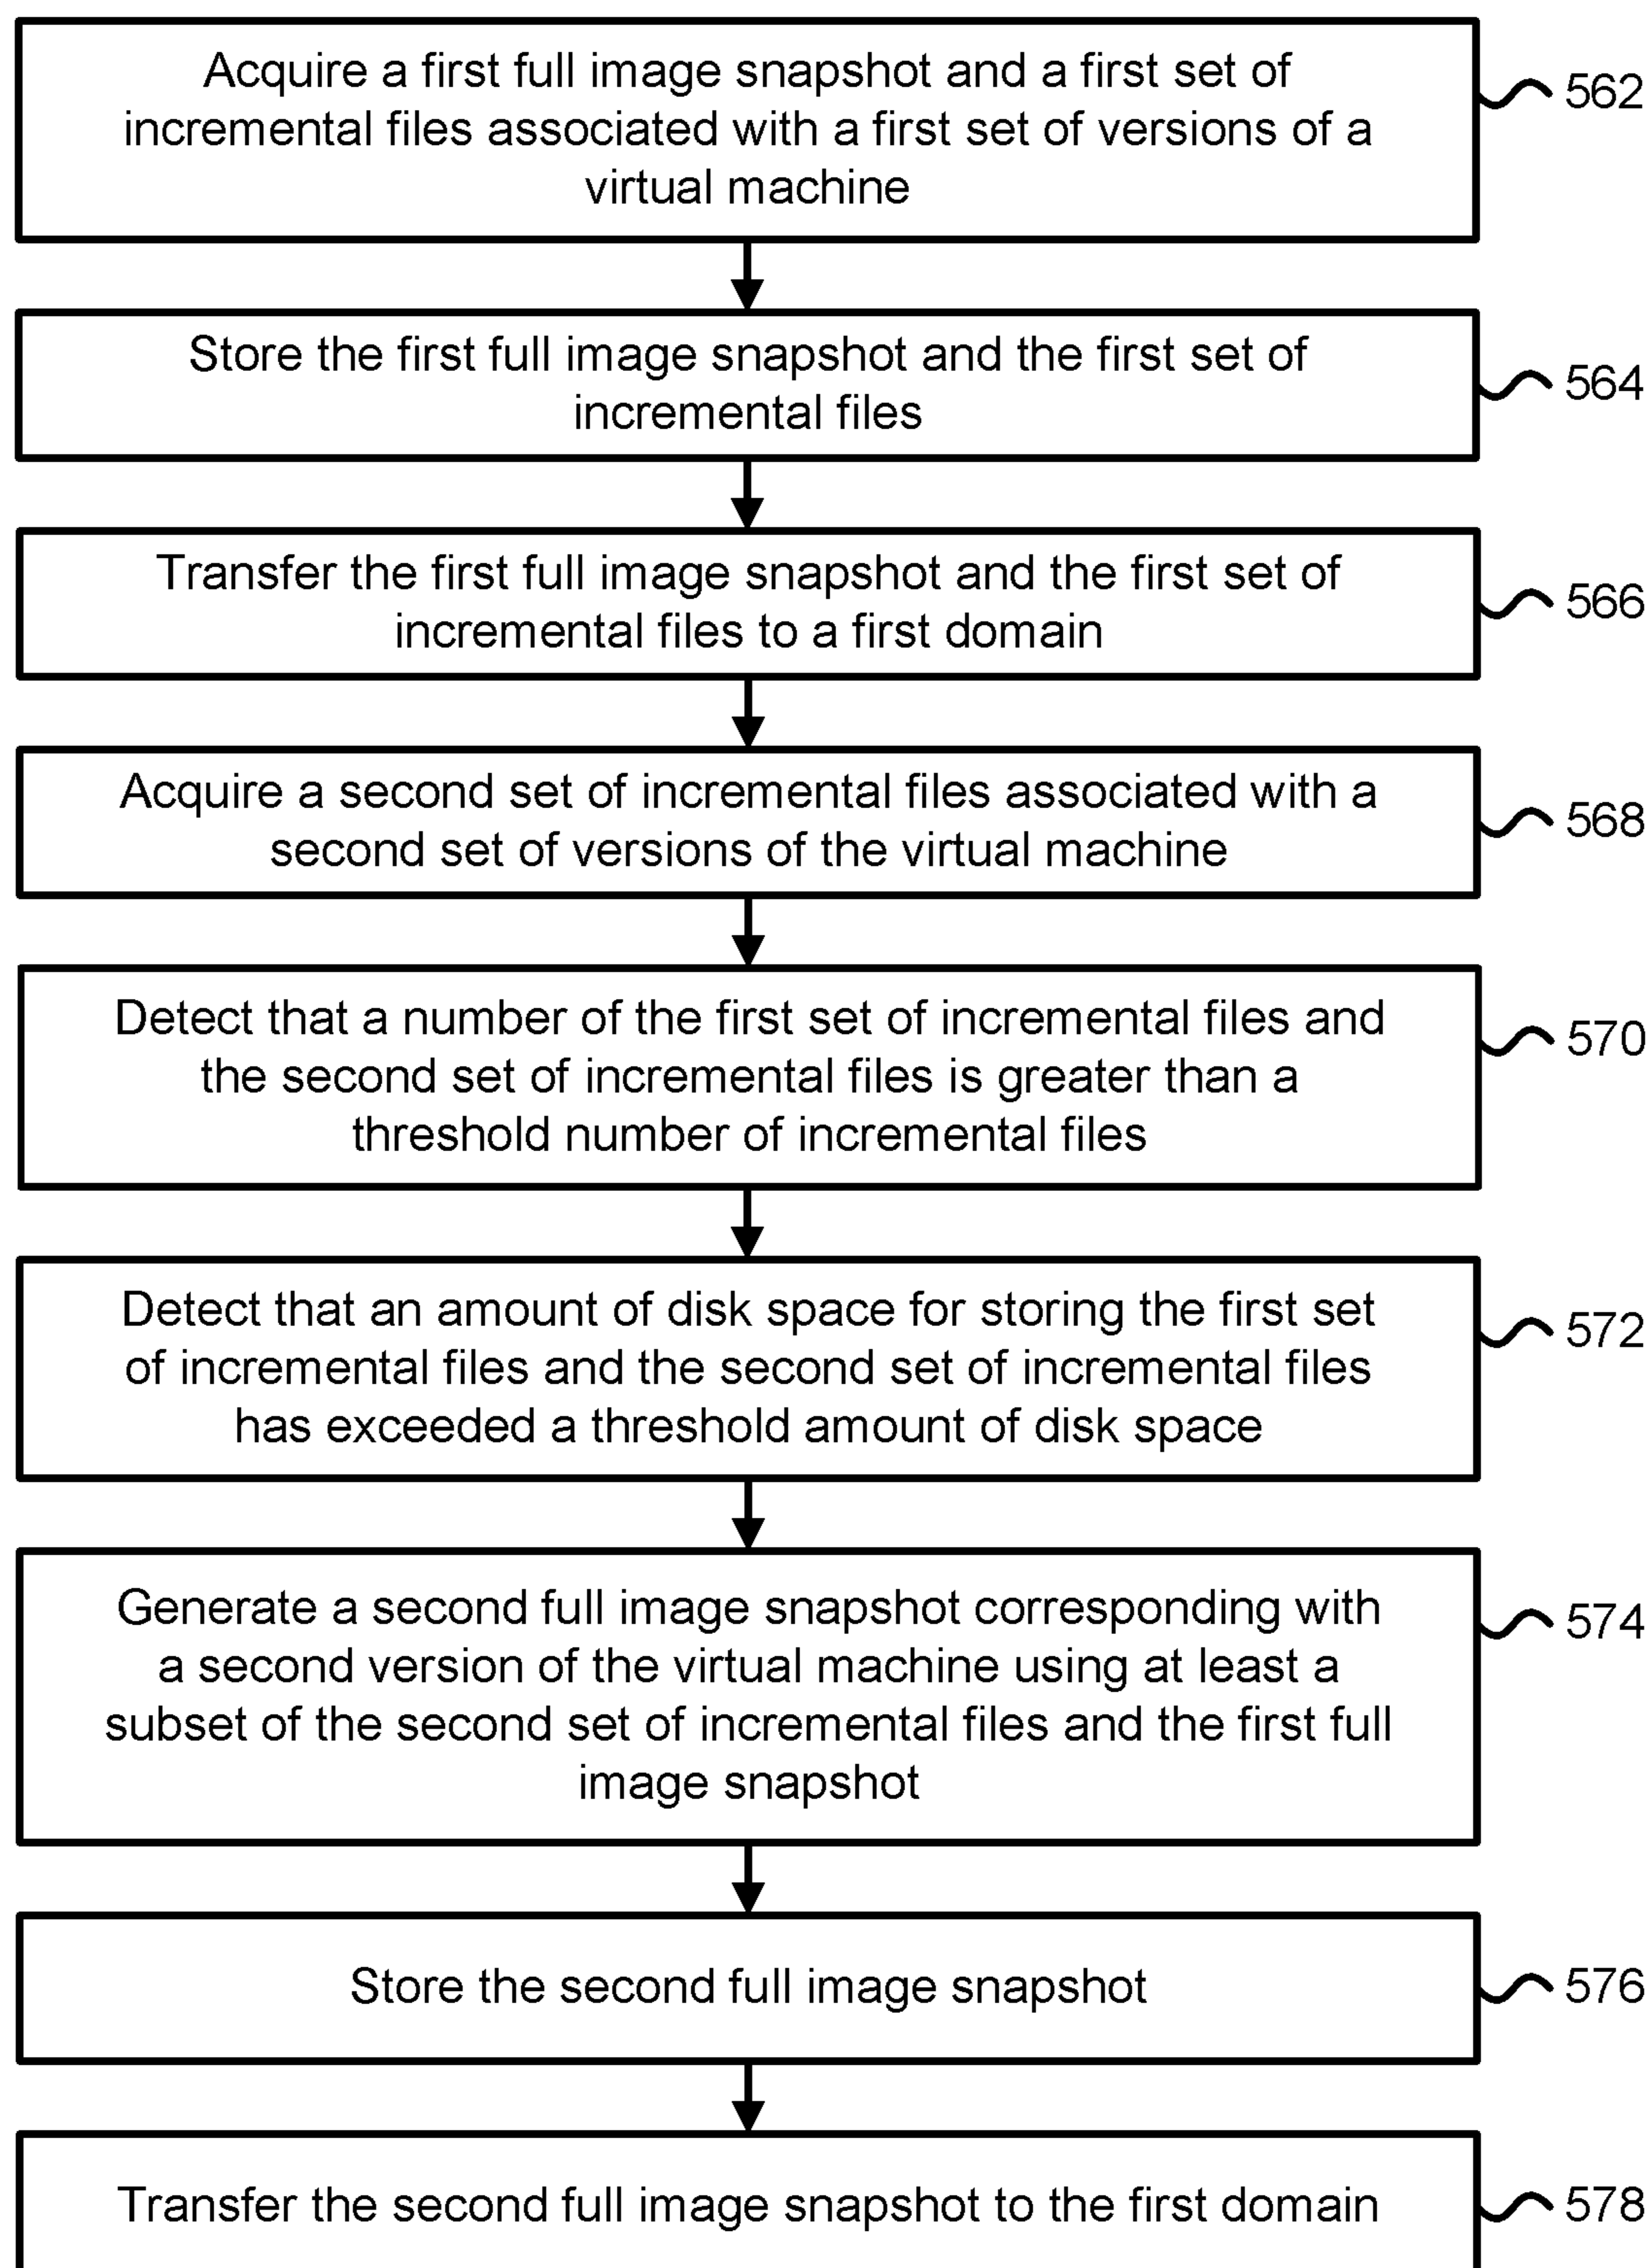 Acquire a first full image snapshot and a first set of
incremental files associated with a first set of versions of a
virtual machine
562
Store the first full image snapshot and the first set of
incremental files
564
Transfer the first full image snapshot and the first set of
incremental files to a first domain
566
Acquire a second set of incremental files associated with a
second set of versions of the virtual machine
568
Detect that a number of the first set of incremental files and
the second set of incremental files is greater than a
threshold number of incremental files
570
Detect that an amount of disk space for storing the first set
of incremental files and the second set of incremental files
has exceeded a threshold amount of disk space
572
Generate a second full image snapshot corresponding with
a second version of the virtual machine using at least a
subset of the second set of incremental files and the first full
image snapshot
574
Store the second full image snapshot
576
Transfer the second full image snapshot to the first domain
578